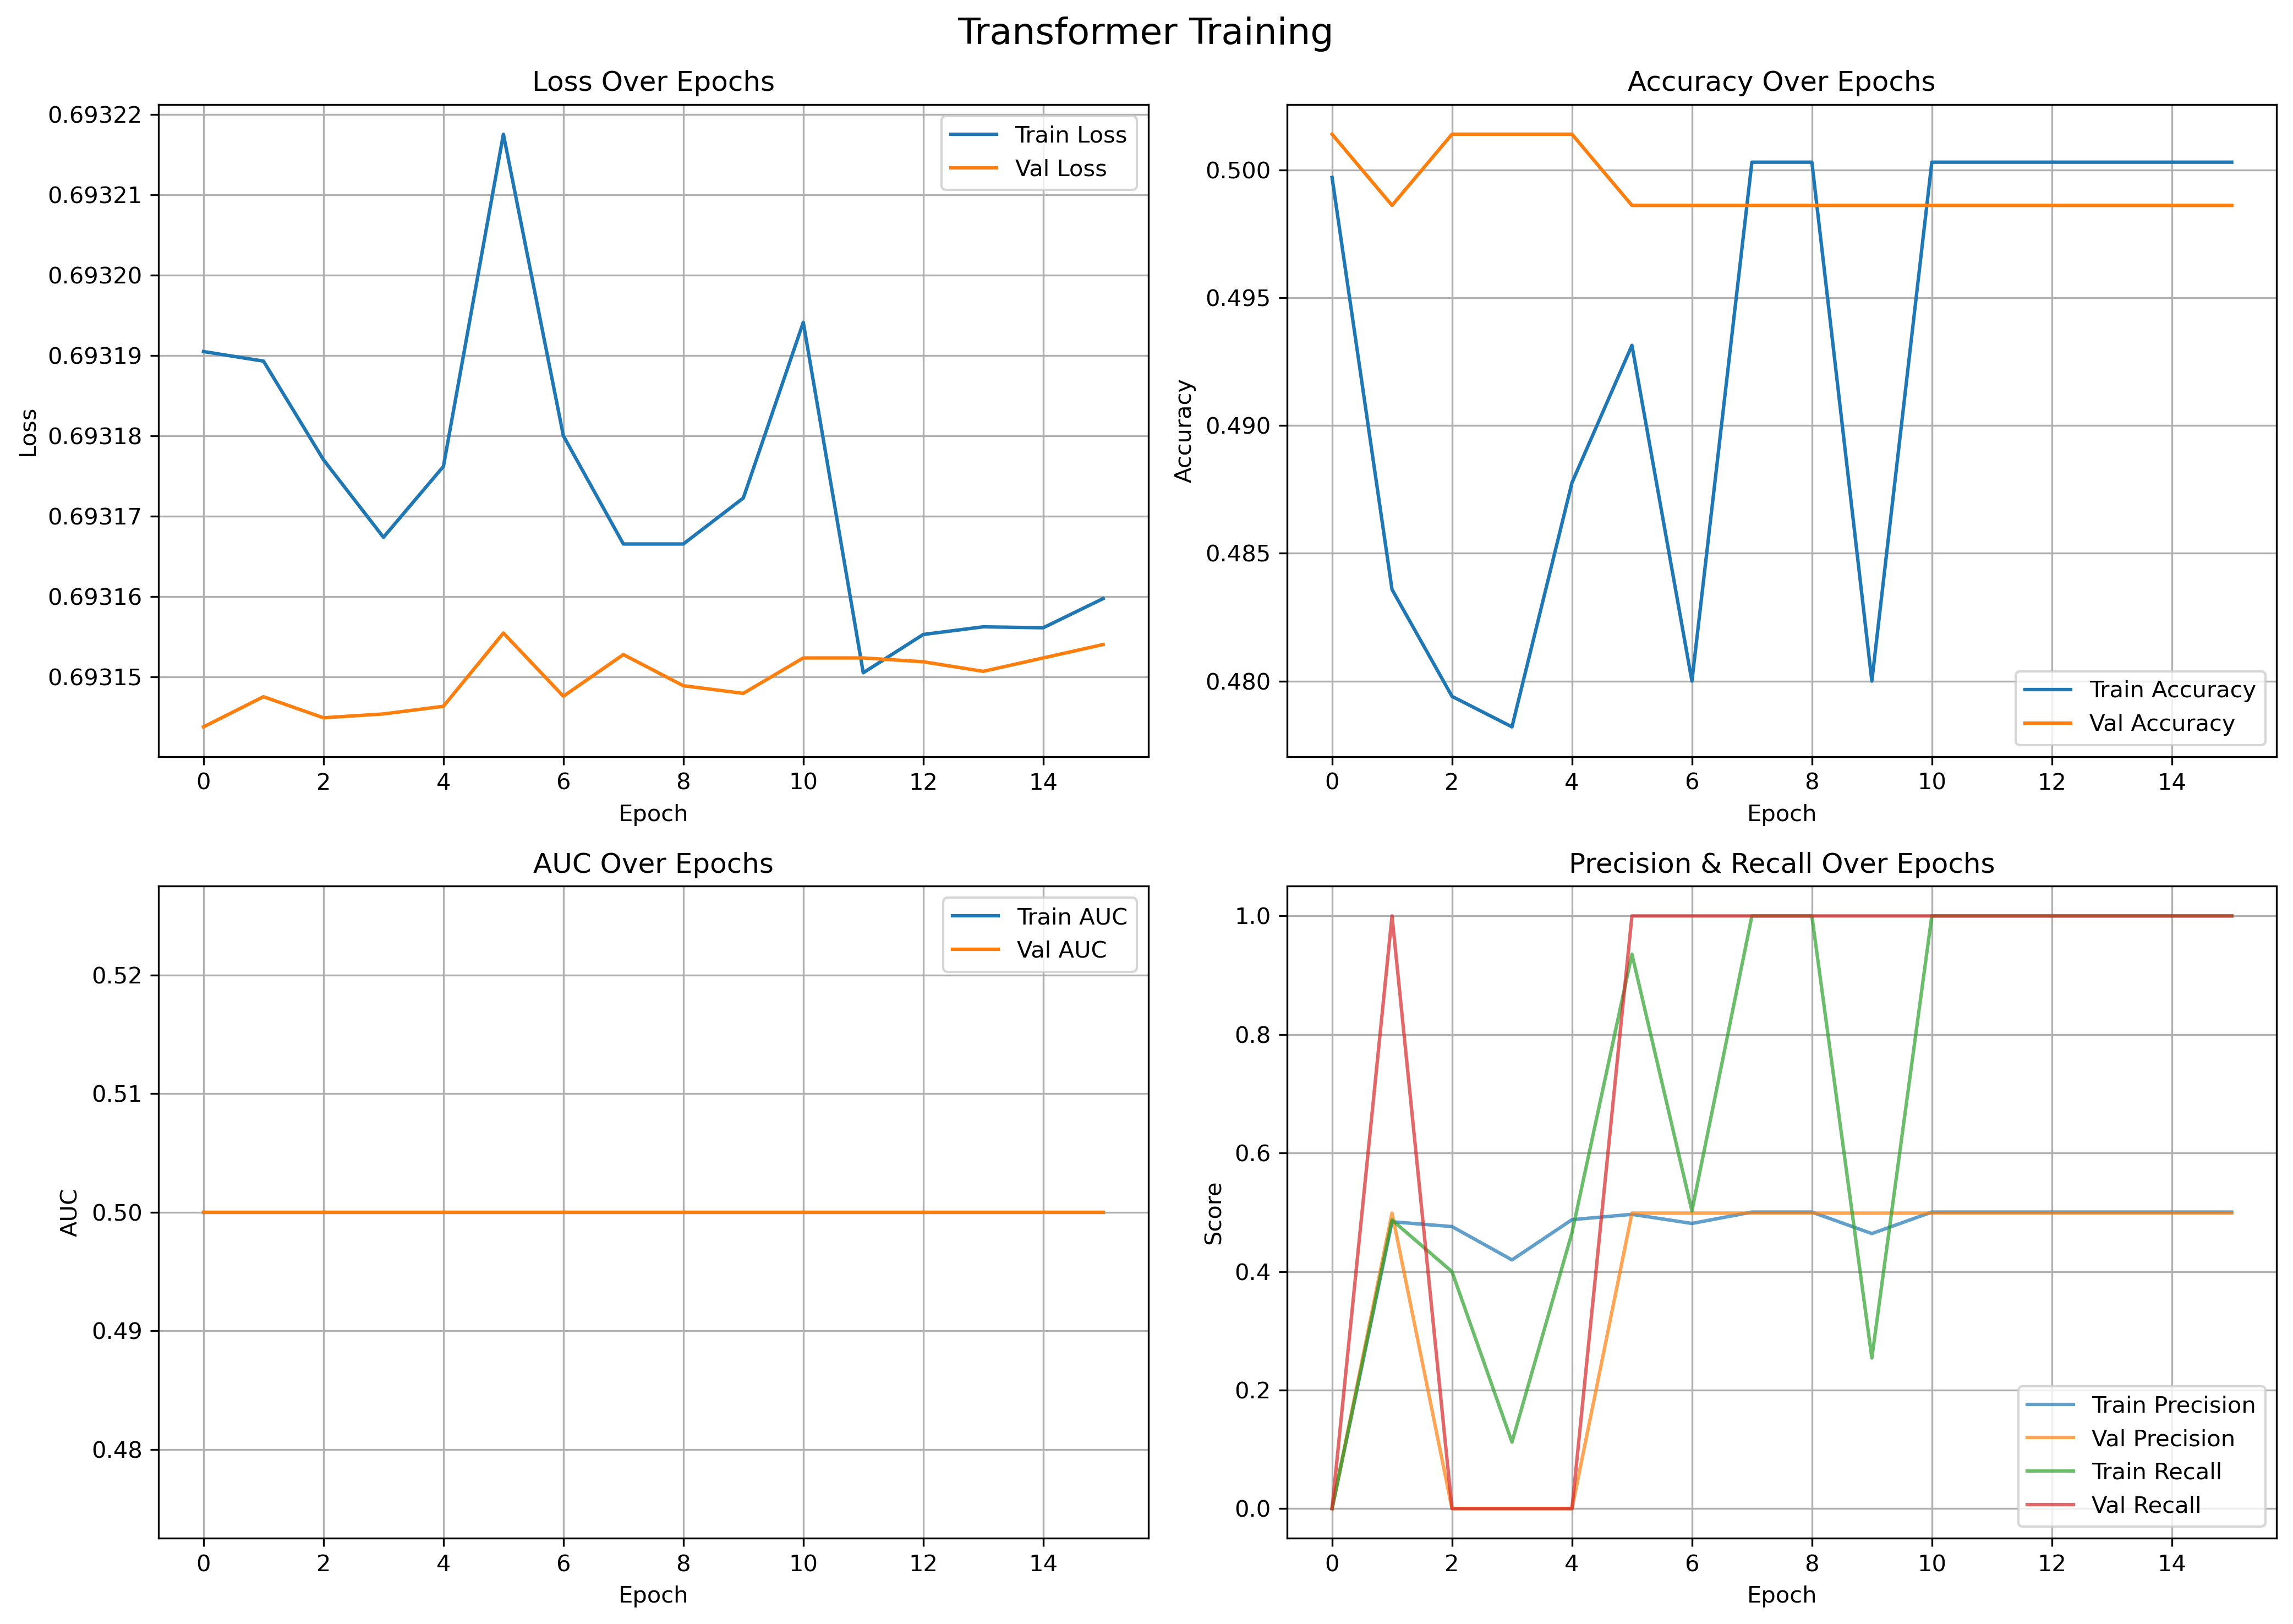 Transformer Training
Loss Over Epochs
0.69322
0.69321
0.69320
0.69319
0.69318
0.69317
0.69316
0.69315
Loss
Train Loss
Val Loss
0 2 4 6 8 10 12 14
Epoch
Accuracy Over Epochs
0.500
0.495
0.490
0.485
0.480
Accuracy
Train Accuracy
Val Accuracy
0 2 4 6 8 10 12 14
Epoch
AUC Over Epochs
0.52
0.51
0.50
0.49
0.48
AUC
Train AUC
Val AUC
0 2 4 6 8 10 12 14
Epoch
Precision & Recall Over Epochs
1.0
0.8
0.6
0.4
0.2
0.0
Score
Train Precision
Val Precision
Train Recall
Val Recall
0 2 4 6 8 10 12 14
Epoch